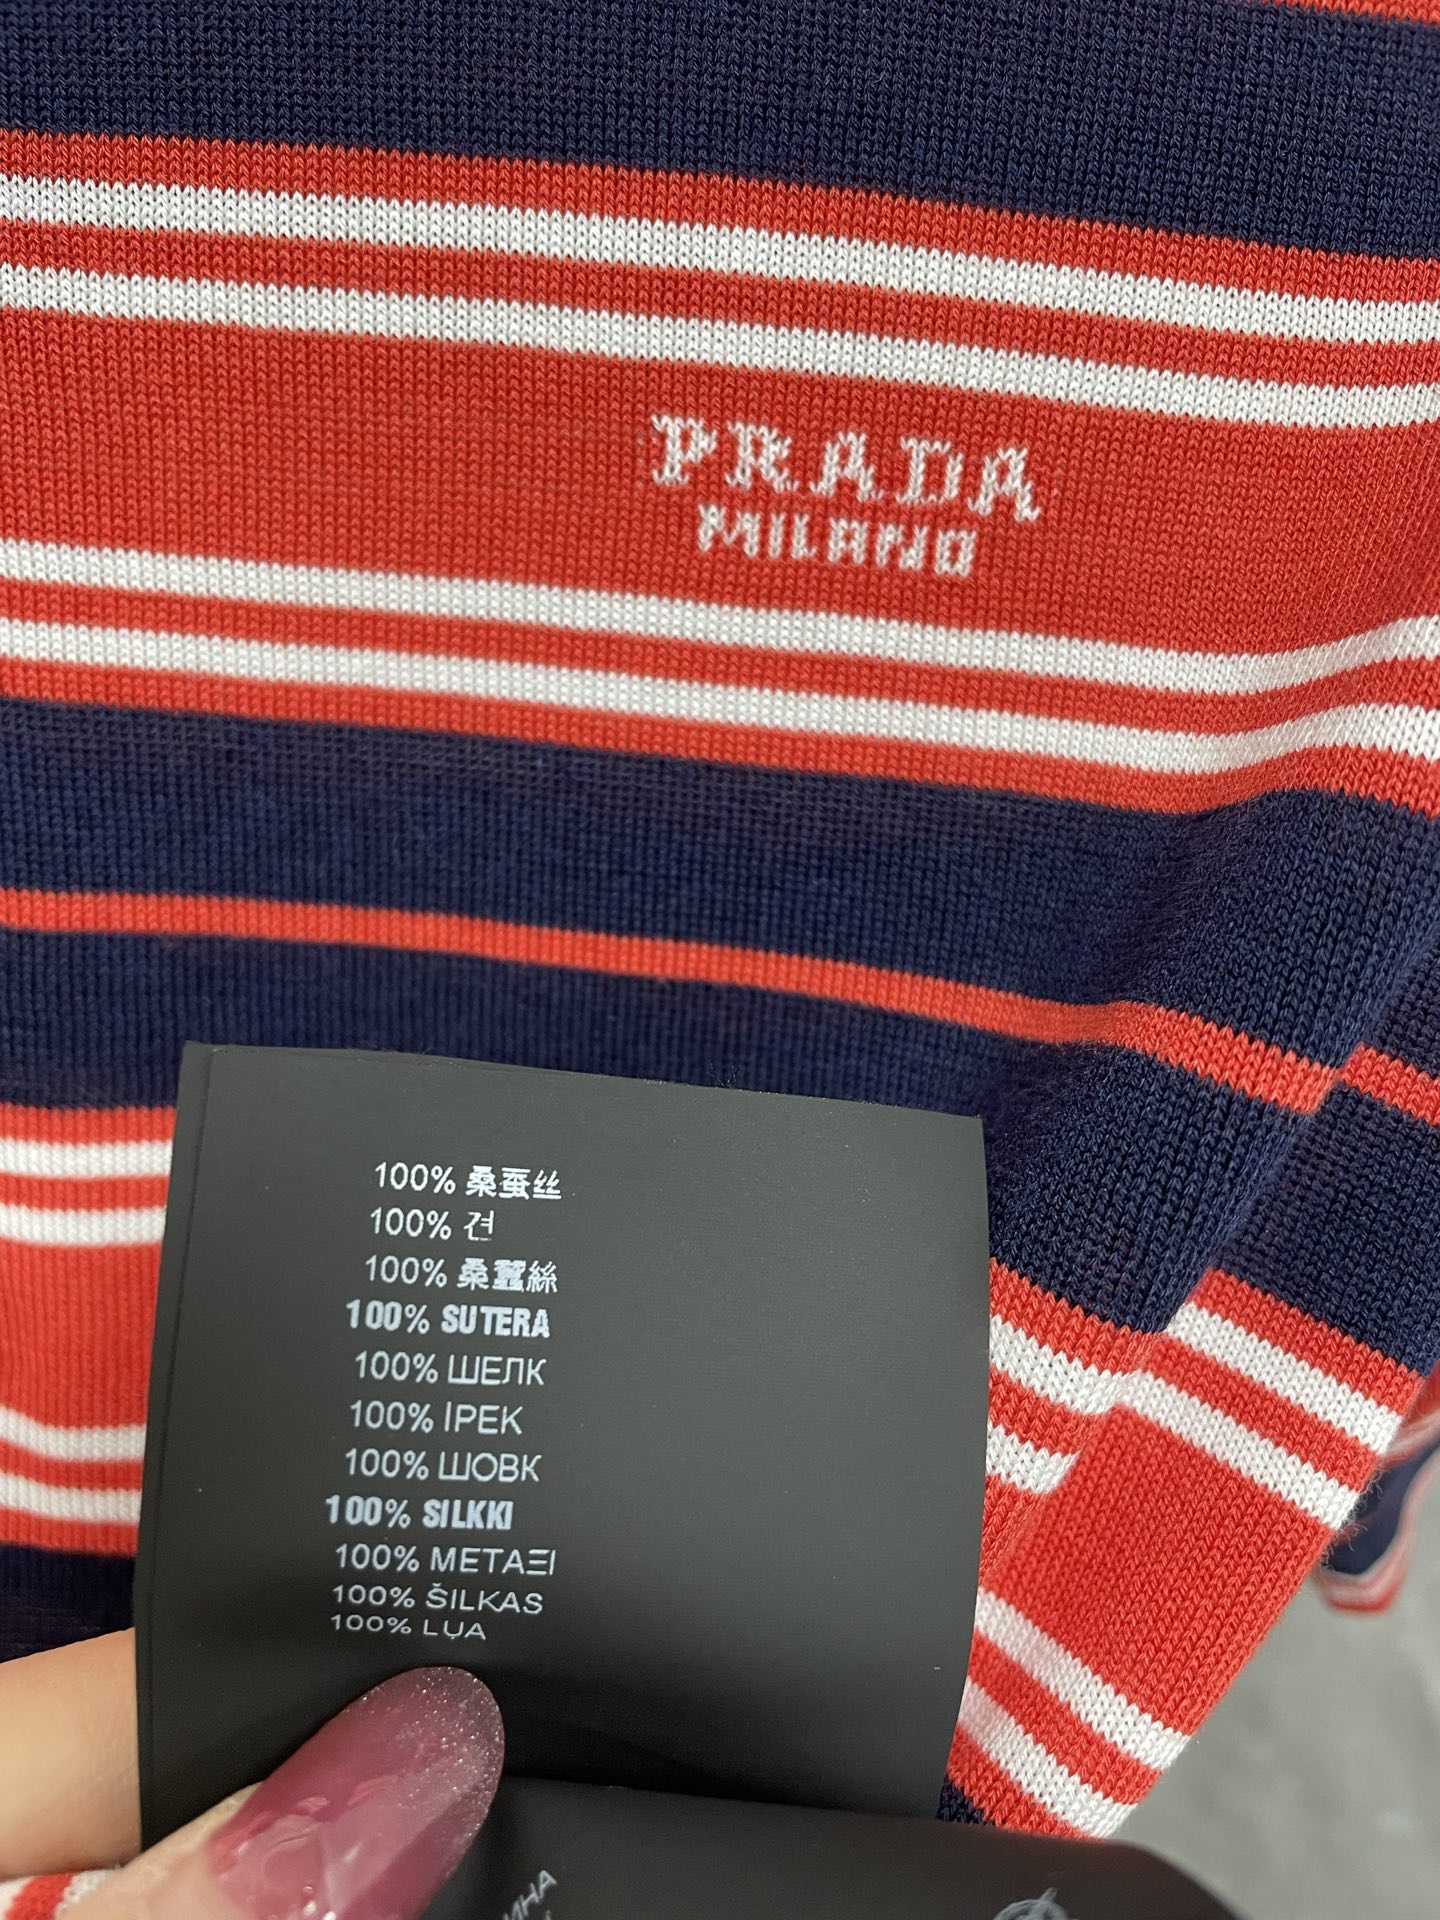 PRADA
MILANO
100% 桑蚕丝
100% 견
100% 桑蠶絲
100% SUTERA
100% ШЕЛК
100% ІРЕК
100% ШОВК
100% SILKKI
100% ΜΕΤΑΞΙ
100% ŠILKAS
100% LỤA